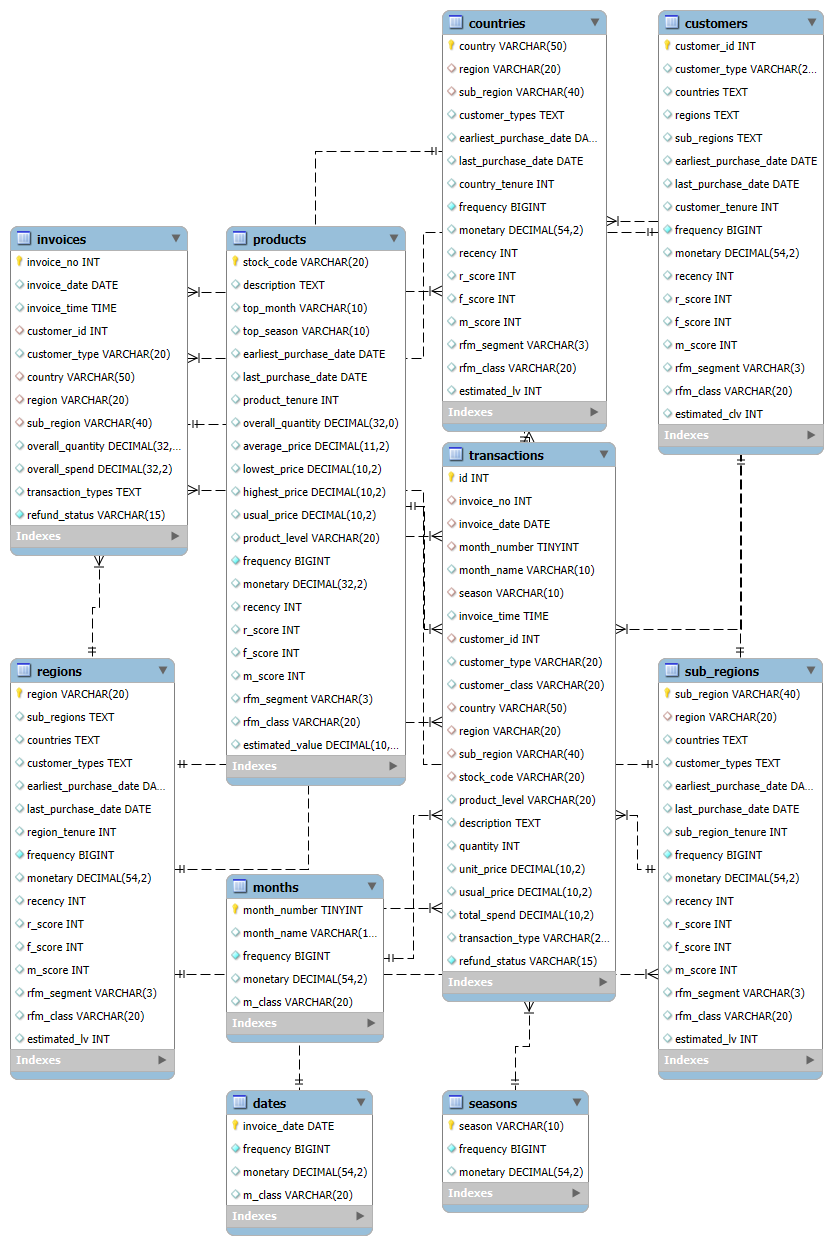 countries
country VARCHAR(50)
region VARCHAR(20)
sub_region VARCHAR(40)
customer_types TEXT
earliest_purchase_date DA...
last_purchase_date DATE
country_tenure INT
frequency BIGINT
monetary DECIMAL(54,2)
recency INT
r_score INT
f_score INT
m_score INT
rfm_segment VARCHAR(3)
rfm_class VARCHAR(20)
estimated_lv INT
Indexes
customers
customer_id INT
customer_type VARCHAR(2...
countries TEXT
regions TEXT
sub_regions TEXT
earliest_purchase_date DATE
last_purchase_date DATE
customer_tenure INT
frequency BIGINT
monetary DECIMAL(54,2)
recency INT
r_score INT
f_score INT
m_score INT
rfm_segment VARCHAR(3)
rfm_class VARCHAR(20)
estimated_clv INT
Indexes
invoices
invoice_no INT
invoice_date DATE
invoice_time TIME
customer_id INT
customer_type VARCHAR(20)
country VARCHAR(50)
region VARCHAR(20)
sub_region VARCHAR(40)
overall_quantity DECIMAL(32,...
overall_spend DECIMAL(32,2)
transaction_types TEXT
refund_status VARCHAR(15)
Indexes
products
stock_code VARCHAR(20)
description TEXT
top_month VARCHAR(10)
top_season VARCHAR(10)
earliest_purchase_date DATE
last_purchase_date DATE
product_tenure INT
overall_quantity DECIMAL(32,0)
average_price DECIMAL(11,2)
lowest_price DECIMAL(10,2)
highest_price DECIMAL(10,2)
usual_price DECIMAL(10,2)
product_level VARCHAR(20)
frequency BIGINT
monetary DECIMAL(32,2)
recency INT
r_score INT
f_score INT
m_score INT
rfm_segment VARCHAR(3)
rfm_class VARCHAR(20)
estimated_value DECIMAL(10,...
Indexes
transactions
id INT
invoice_no INT
invoice_date DATE
month_number TINYINT
month_name VARCHAR(10)
season VARCHAR(10)
invoice_time TIME
customer_id INT
customer_type VARCHAR(20)
customer_class VARCHAR(20)
country VARCHAR(50)
region VARCHAR(20)
sub_region VARCHAR(40)
stock_code VARCHAR(20)
product_level VARCHAR(20)
description TEXT
quantity INT
unit_price DECIMAL(10,2)
usual_price DECIMAL(10,2)
total_spend DECIMAL(10,2)
transaction_type VARCHAR(2...
refund_status VARCHAR(15)
Indexes
regions
region VARCHAR(20)
sub_regions TEXT
countries TEXT
customer_types TEXT
earliest_purchase_date DA...
last_purchase_date DATE
region_tenure INT
frequency BIGINT
monetary DECIMAL(54,2)
recency INT
r_score INT
f_score INT
m_score INT
rfm_segment VARCHAR(3)
rfm_class VARCHAR(20)
estimated_lv INT
Indexes
sub_regions
sub_region VARCHAR(40)
region VARCHAR(20)
countries TEXT
customer_types TEXT
earliest_purchase_date DA...
last_purchase_date DATE
sub_region_tenure INT
frequency BIGINT
monetary DECIMAL(54,2)
recency INT
r_score INT
f_score INT
m_score INT
rfm_segment VARCHAR(3)
rfm_class VARCHAR(20)
estimated_lv INT
Indexes
months
month_number TINYINT
month_name VARCHAR(1...
frequency BIGINT
monetary DECIMAL(54,2)
m_class VARCHAR(20)
Indexes
dates
invoice_date DATE
frequency BIGINT
monetary DECIMAL(54,2)
m_class VARCHAR(20)
Indexes
seasons
season VARCHAR(10)
frequency BIGINT
monetary DECIMAL(54,2)
Indexes